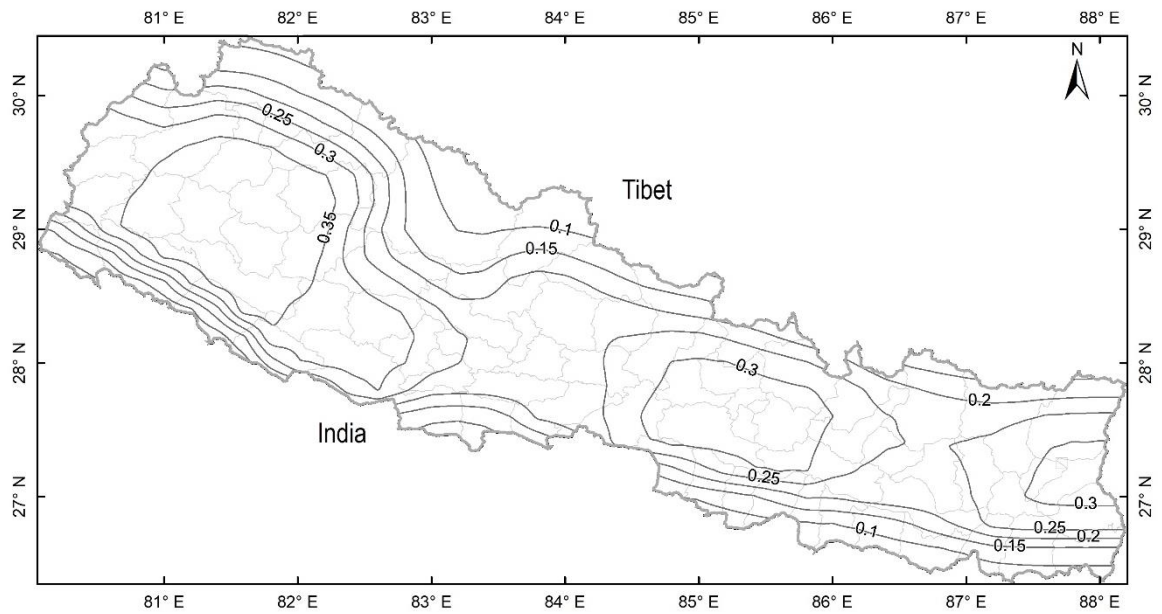 81° E 82° E 83° E 84° E 85° E 86° E 87° E 88° E
N
30° N 30° N
0.25
0.3
Tibet
29° N 0.35 0.1 29° N
0.15
28° N 0.3 28° N
0.2
India
27° N 0.25 0.3 27° N
0.25
0.1 0.15 0.2
81° E 82° E 83° E 84° E 85° E 86° E 87° E 88° E